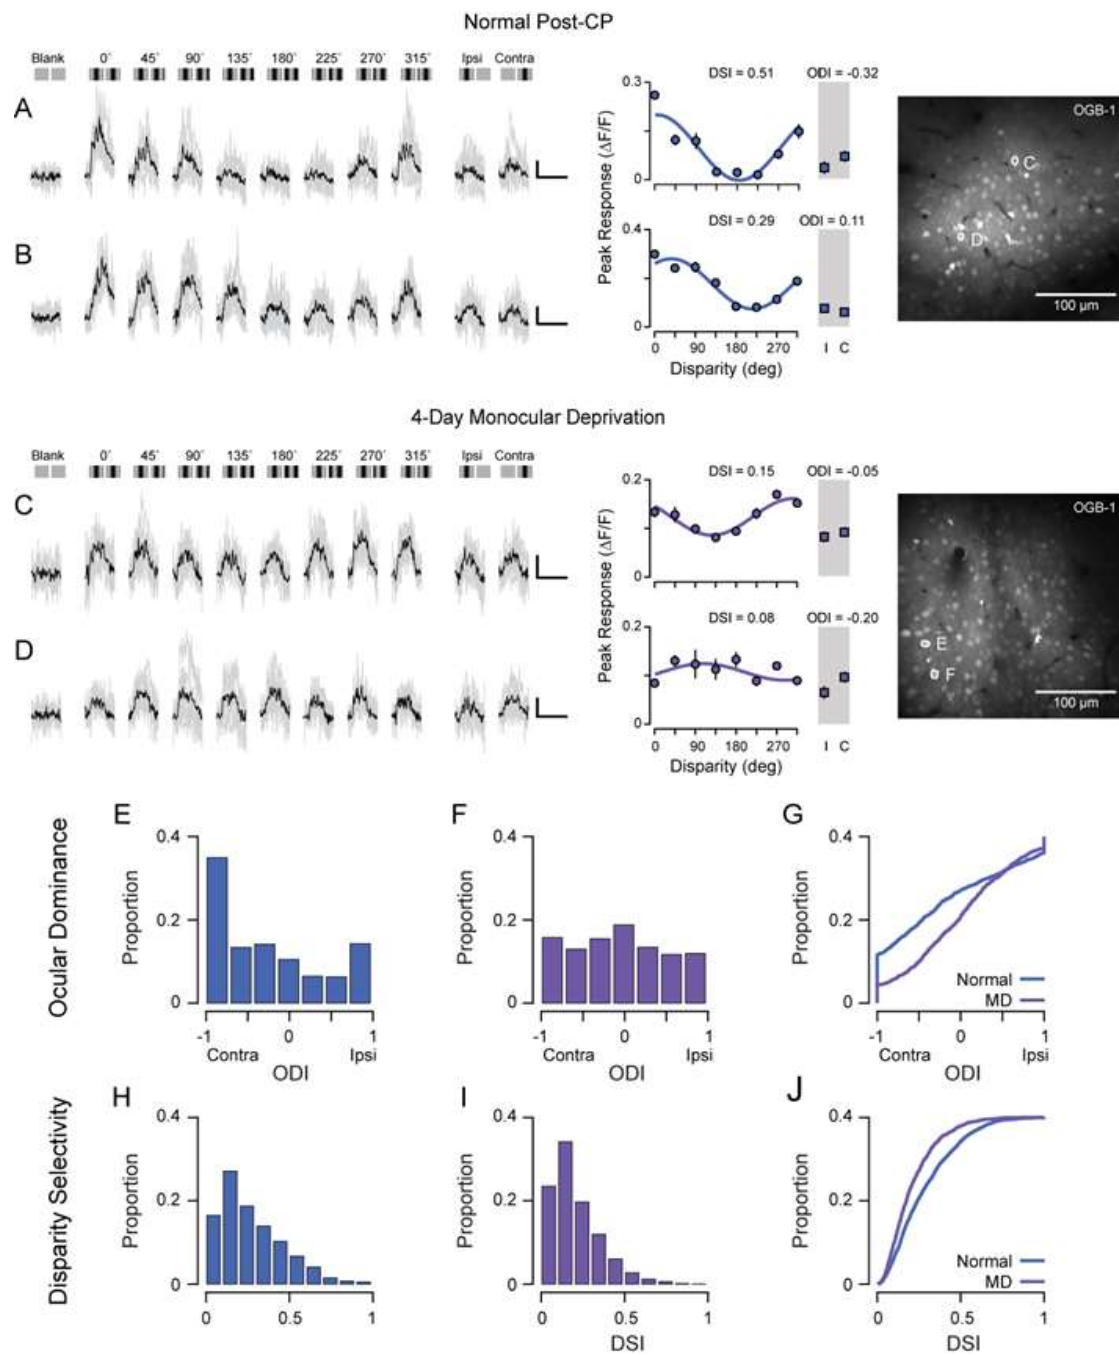 Normal Post-CP
Blank 0° 45° 90° 135° 180° 225° 270° 315° Ipsi Contra
A
B
0.3
0
Peak Response (ΔF/F)
DSI = 0.51 ODI = -0.32
0.4
0
DSI = 0.29 ODI = 0.11
0 90 180 270 I C
Disparity (deg)
OGB-1
C
D
100 µm
4-Day Monocular Deprivation
Blank 0° 45° 90° 135° 180° 225° 270° 315° Ipsi Contra
C
D
0.2
0
Peak Response (ΔF/F)
DSI = 0.15 ODI = -0.05
0.2
0
DSI = 0.08 ODI = -0.20
0 90 180 270 I C
Disparity (deg)
OGB-1
E
F
100 µm
Ocular Dominance
E
Proportion
0.4
0.2
0
-1 0 1
Contra Ipsi
ODI
F
Proportion
0.4
0.2
0
-1 0 1
Contra Ipsi
ODI
G
Proportion
0.4
0.2
0
Normal
MD
-1 0 1
Contra Ipsi
ODI
Disparity Selectivity
H
Proportion
0.4
0.2
0
0 0.5 1
I
Proportion
0.4
0.2
0
0 0.5 1
DSI
J
Proportion
0.4
0.2
0
Normal
MD
0 0.5 1
DSI